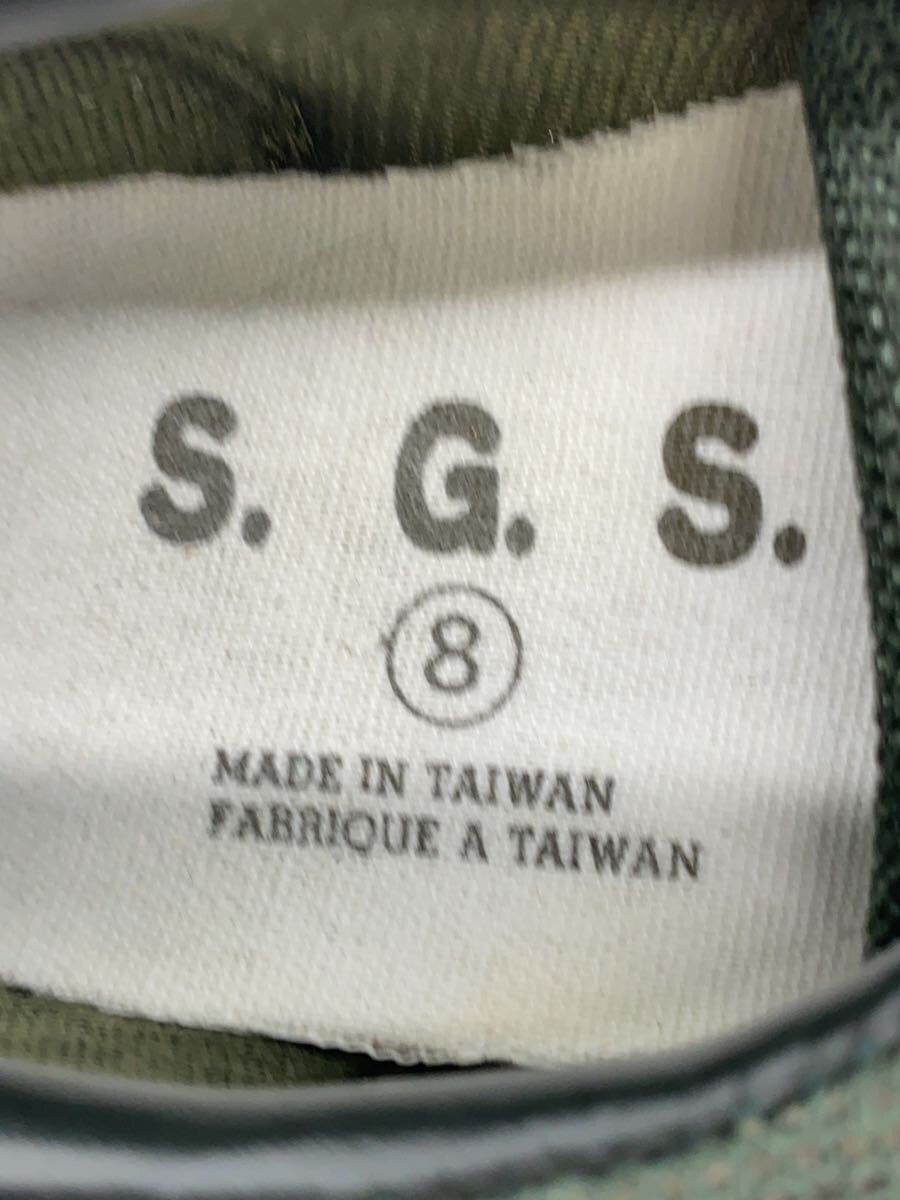 S. G. S.
8
MADE IN TAIWAN
FABRIQUE A TAIWAN